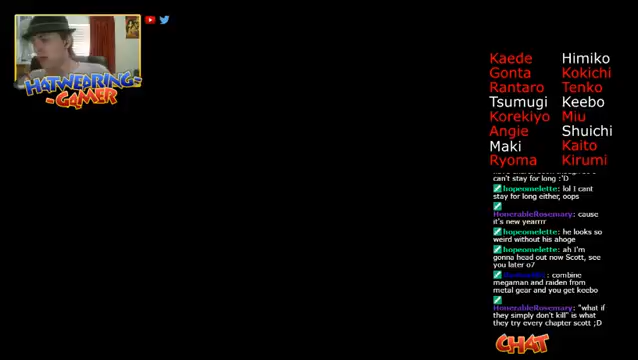 HATWEARING-
-GAMER
Kaede Himiko
Gonta Kokichi
Rantaro Tenko
Tsumugi Keebo
Korekiyo Miu
Angie Shuichi
Maki Kaito
Ryoma Kirumi
can't stay for long :'D
hopeomelette: lol I cant
stay for long either, oops
HonorableRosemary: cause
it's new yearrrr
hopeomelette: he looks so
weird without his ahoge
hopeomelette: ah I'm
gonna head out now Scott, see
you later o7
: combine
megaman and raiden from
metal gear and you get keebo
HonorableRosemary: "what if
they simply don't kill" is what
they try every chapter scott ;D
CHAT